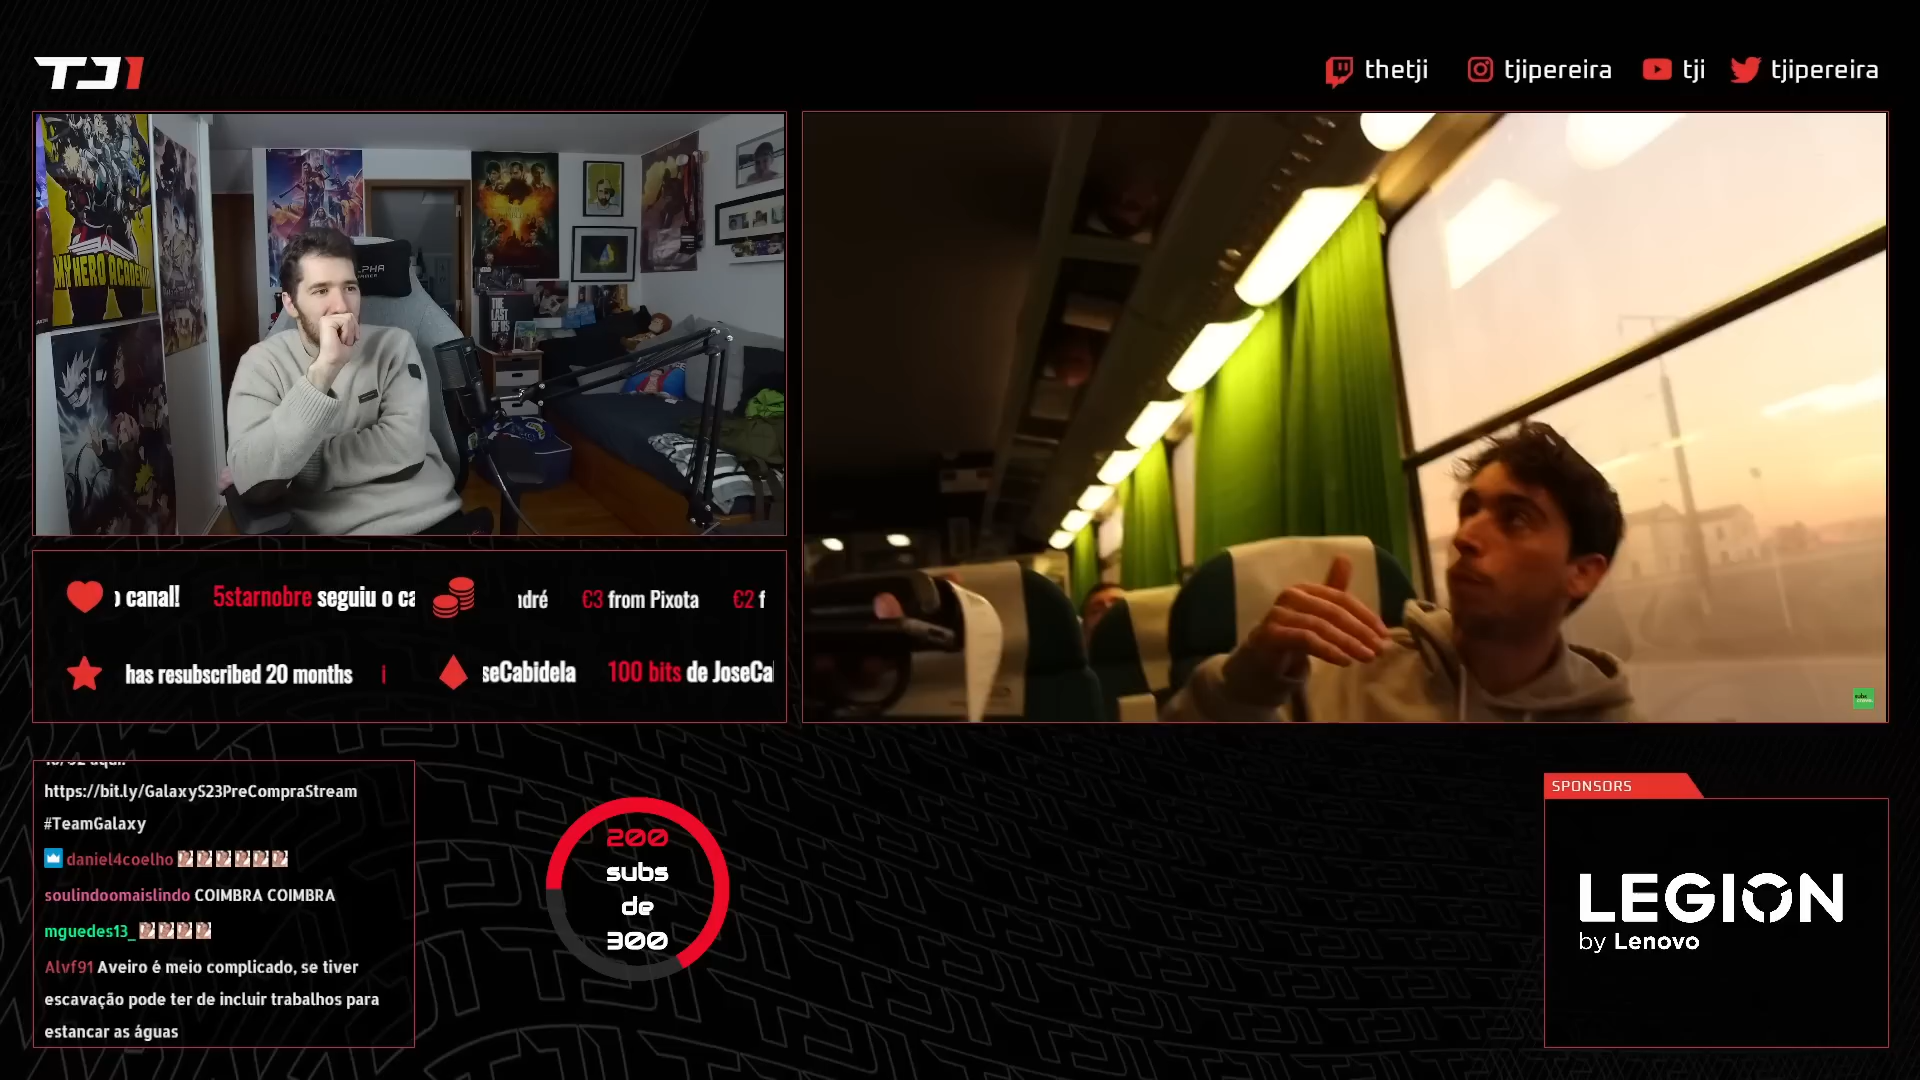 TJ1
thetji
tjipereira
tji
tjipereira
MY HERO ACADEMIA
ALPHA
THE LAST OF US
o canal! 5starnobre seguiu o ca
ndré €3 from Pixota €2 f
has resubscribed 20 months i
seCabidela 100 bits de JoseCa
https://bit.ly/GalaxyS23PreCompraStream
#TeamGalaxy
daniel4coelho
soulindoomaislindo COIMBRA COIMBRA
mguedes13_
Alvf91 Aveiro é meio complicado, se tiver
escavação pode ter de incluir trabalhos para
estancar as águas
200
subs
de
300
SPONSORS
LEGION
by Lenovo